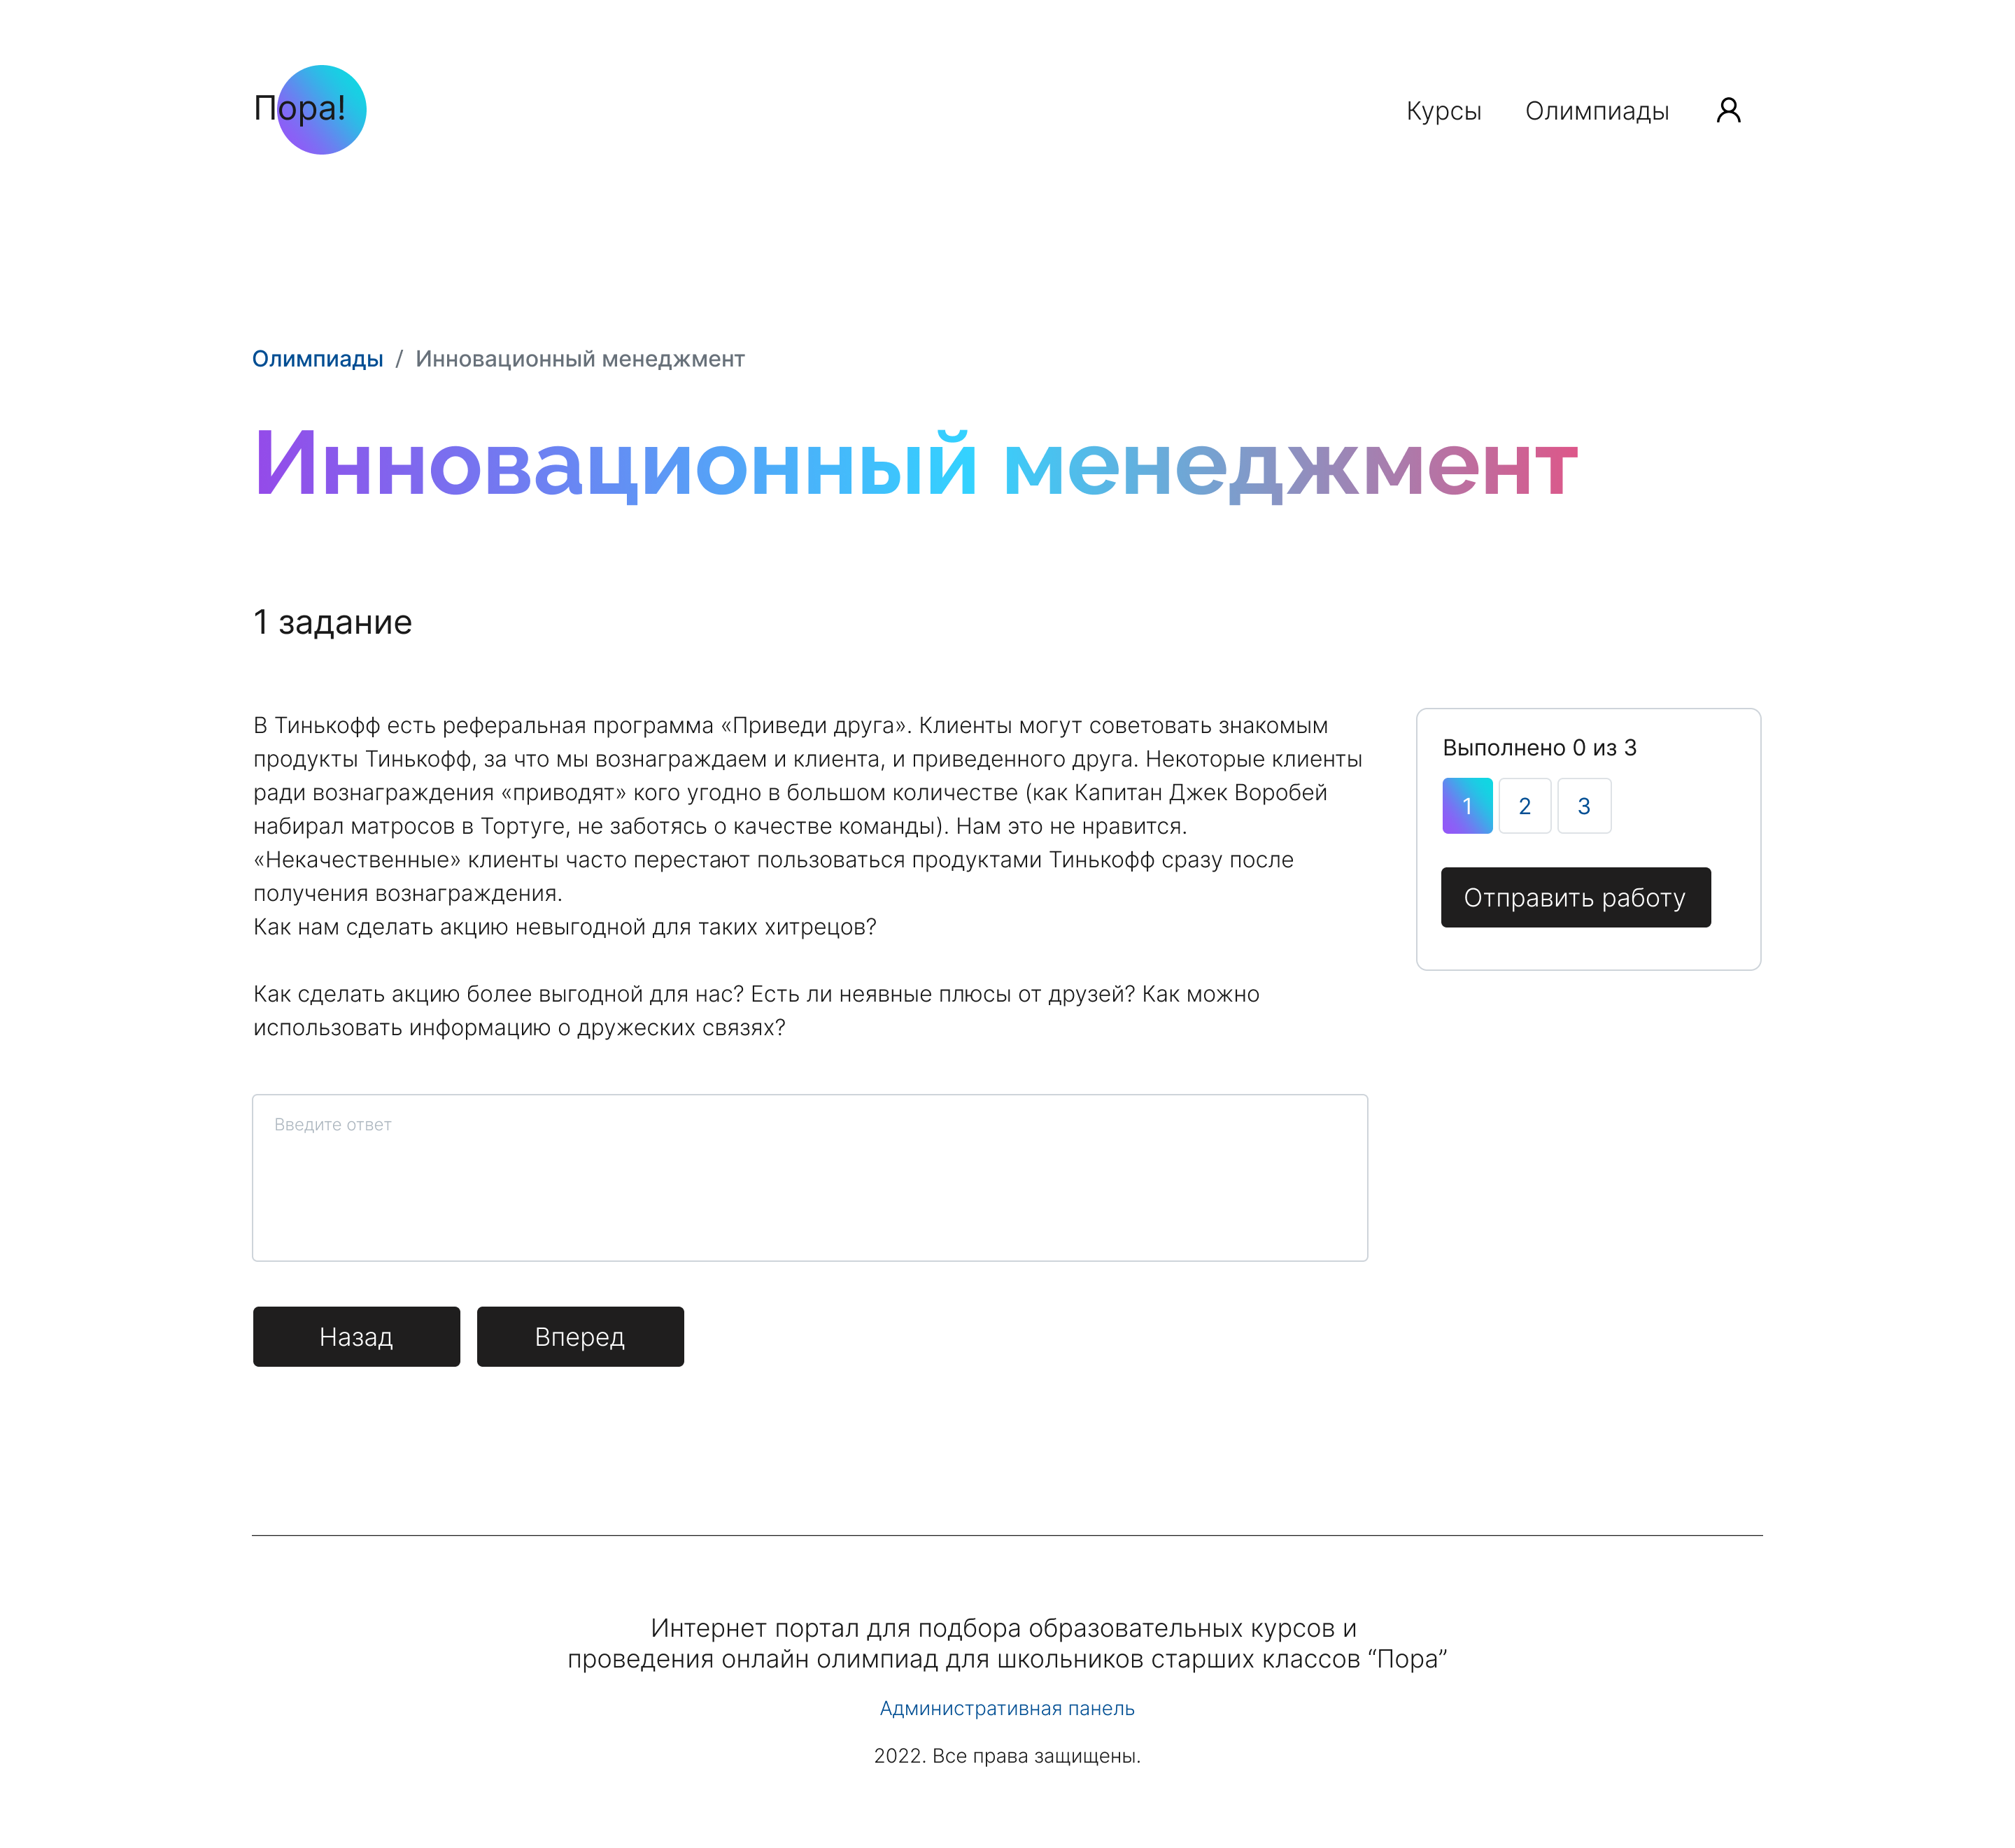 Пора!
Курсы
Олимпиады
Олимпиады / Инновационный менеджмент
Инновационный менеджмент
1 задание
В Тинькофф есть реферальная программа «Приведи друга». Клиенты могут советовать знакомым
продукты Тинькофф, за что мы вознаграждаем и клиента, и приведенного друга. Некоторые клиенты
ради вознаграждения «приводят» кого угодно в большом количестве (как Капитан Джек Воробей
набирал матросов в Тортуге, не заботясь о качестве команды). Нам это не нравится.
«Некачественные» клиенты часто перестают пользоваться продуктами Тинькофф сразу после
получения вознаграждения.
Как нам сделать акцию невыгодной для таких хитрецов?
Как сделать акцию более выгодной для нас? Есть ли неявные плюсы от друзей? Как можно
использовать информацию о дружеских связях?
Введите ответ
Назад
Вперед
Выполнено 0 из 3
1 2 3
Отправить работу
Интернет портал для подбора образовательных курсов и
проведения онлайн олимпиад для школьников старших классов “Пора”
Административная панель
2022. Все права защищены.